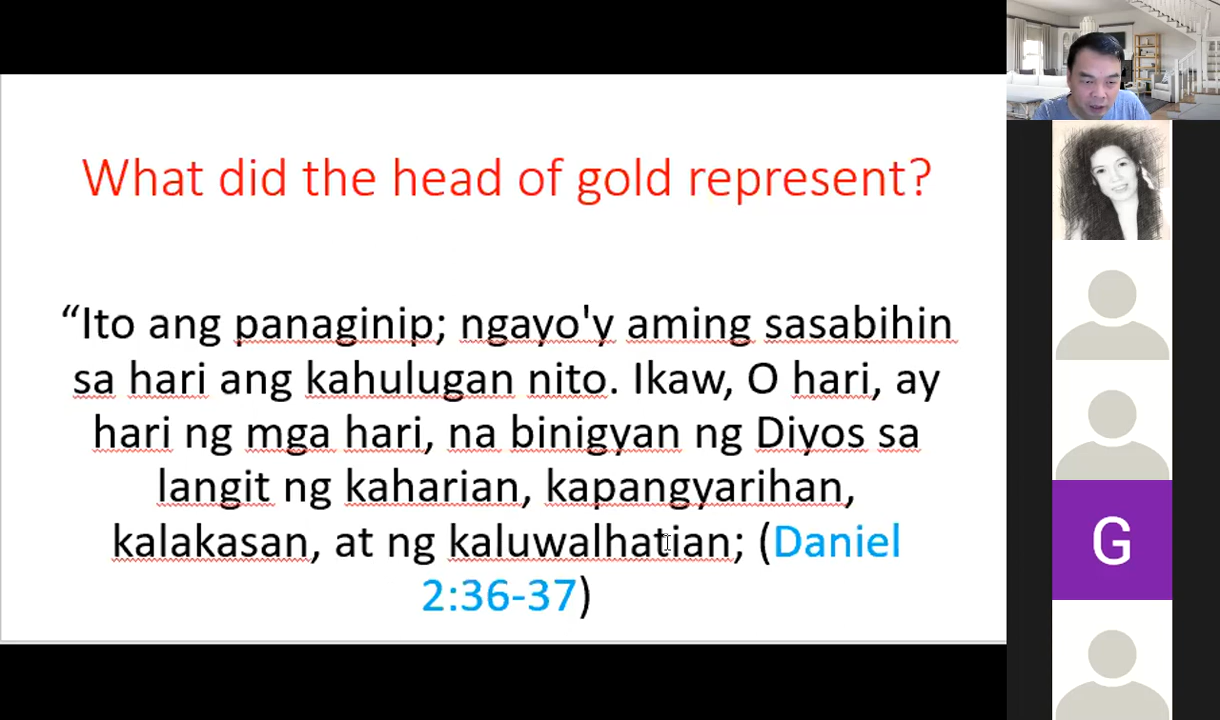 What did the head of gold represent?
“Ito ang panaginip; ngayo'y aming sasabihin
sa hari ang kahulugan nito. Ikaw, O hari, ay
hari ng mga hari, na binigyan ng Diyos sa
langit ng kaharian, kapangyarihan,
kalakasan, at ng kaluwalhatian; (Daniel
2:36-37)
G